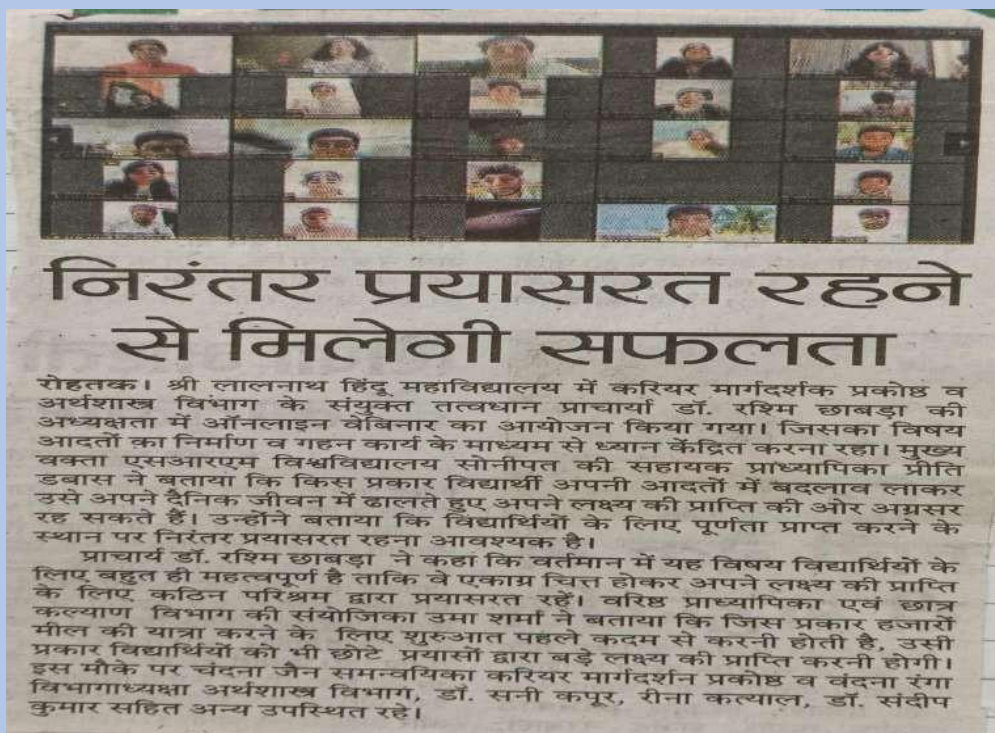 निरंतर प्रयासरत रहने
से मिलेगी सफलता
रोहतक। श्री लालनाथ हिंदू महाविद्यालय में करियर मार्गदर्शक प्रकोष्ठ व
अर्थशास्त्र विभाग के संयुक्त तत्वधान प्राचार्या डॉ. रश्मि छाबड़ा की
अध्यक्षता में ऑनलाइन वेबिनार का आयोजन किया गया। जिसका विषय
आदतों का निर्माण व गहन कार्य के माध्यम से ध्यान केंद्रित करना रहा। मुख्य
वक्ता एसआरएम विश्वविद्यालय सोनीपत की सहायक प्राध्यापिका प्रीति
डबास ने बताया कि किस प्रकार विद्यार्थी अपनी आदतों में बदलाव लाकर
उसे अपने दैनिक जीवन में ढालते हुए अपने लक्ष्य की प्राप्ति की ओर अग्रसर
रह सकते हैं। उन्होंने बताया कि विद्यार्थियों के लिए पूर्णता प्राप्त करने के
स्थान पर निरंतर प्रयासरत रहना आवश्यक है।
प्राचार्य डॉ. रश्मि छाबड़ा ने कहा कि वर्तमान में यह विषय विद्यार्थियों के
लिए बहुत ही महत्वपूर्ण है ताकि वे एकाग्र चित्त होकर अपने लक्ष्य की प्राप्ति
के लिए कठिन परिश्रम द्वारा प्रयासरत रहें। वरिष्ठ प्राध्यापिका एवं छात्र
कल्याण विभाग की संयोजिका उमा शर्मा ने बताया कि जिस प्रकार हजारों
मील की यात्रा करने के लिए शुरुआत पहले कदम से करनी होती है, उसी
प्रकार विद्यार्थियों को भी छोटे प्रयासों द्वारा बड़े लक्ष्य की प्राप्ति करनी होगी।
इस मौके पर चंदना जैन समन्वयिका करियर मार्गदर्शन प्रकोष्ठ व वंदना रंगा
विभागाध्यक्षा अर्थशास्त्र विभाग, डॉ. सनी कपूर, रीना कत्याल, डॉ. संदीप
कुमार सहित अन्य उपस्थित रहे।